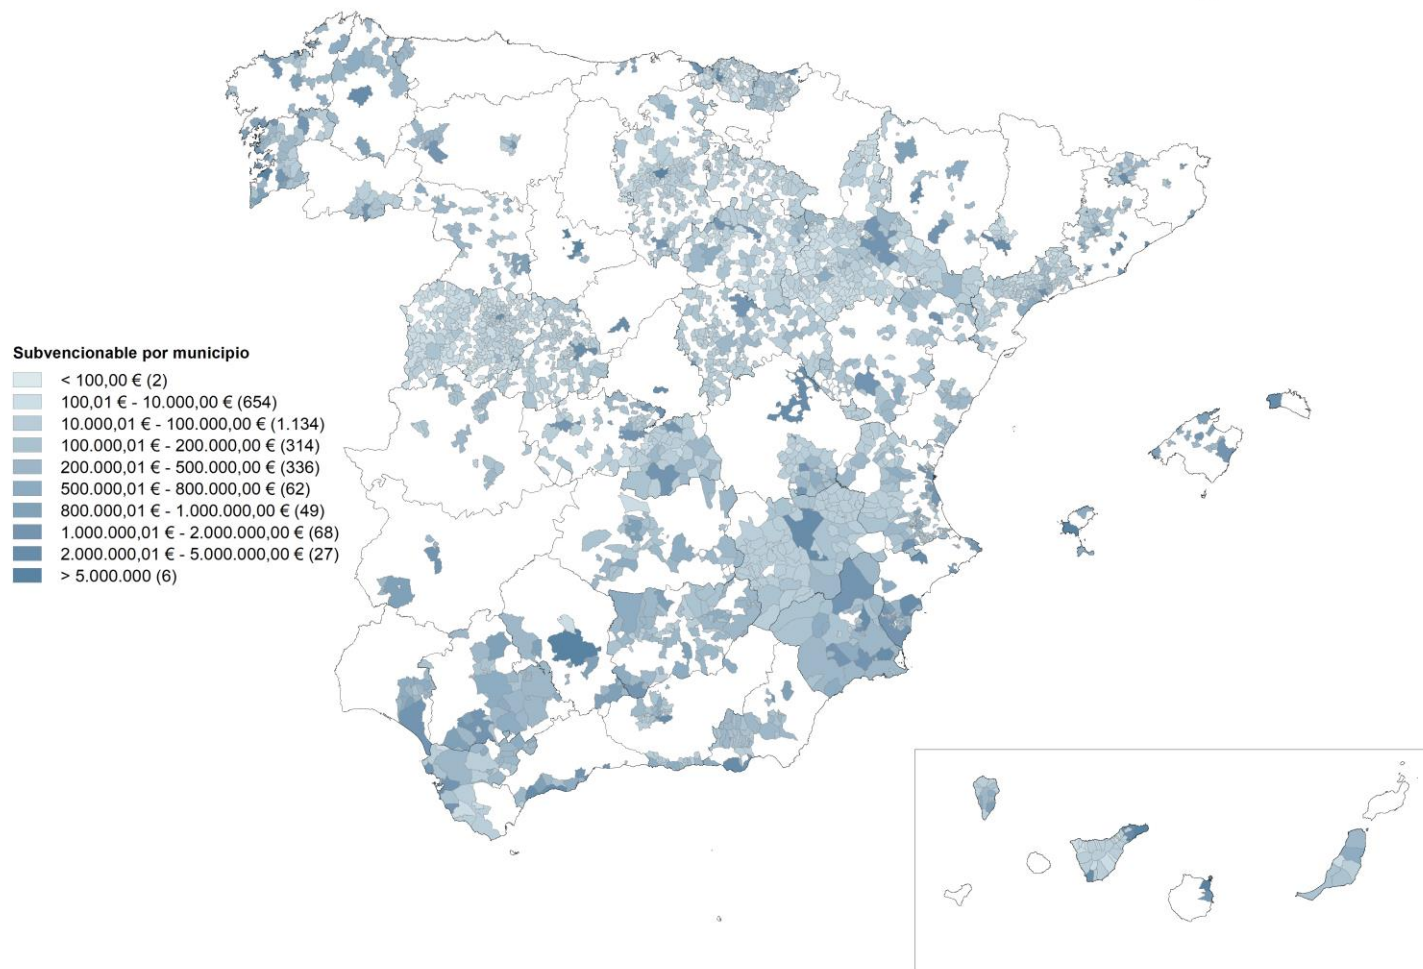 Subvencionable por municipio
< 100,00 € (2)
100,01 € - 10.000,00 € (654)
10.000,01 € - 100.000,00 € (1.134)
100.000,01 € - 200.000,00 € (314)
200.000,01 € - 500.000,00 € (336)
500.000,01 € - 800.000,00 € (62)
800.000,01 € - 1.000.000,00 € (49)
1.000.000,01 € - 2.000.000,00 € (68)
2.000.000,01 € - 5.000.000,00 € (27)
> 5.000.000 (6)